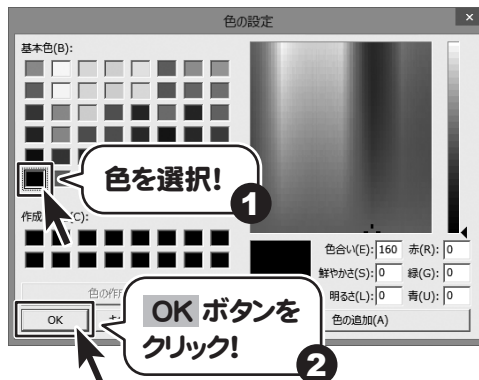 色の設定
×
基本色(B):
色を選択!
1
作成
(C):
色合い(E): 160 赤(R): 0
鮮やかさ(S): 0 緑(G): 0
明るさ(L): 0 青(U): 0
色の作
OK
色の追加(A)
OK ボタンを
クリック!
2